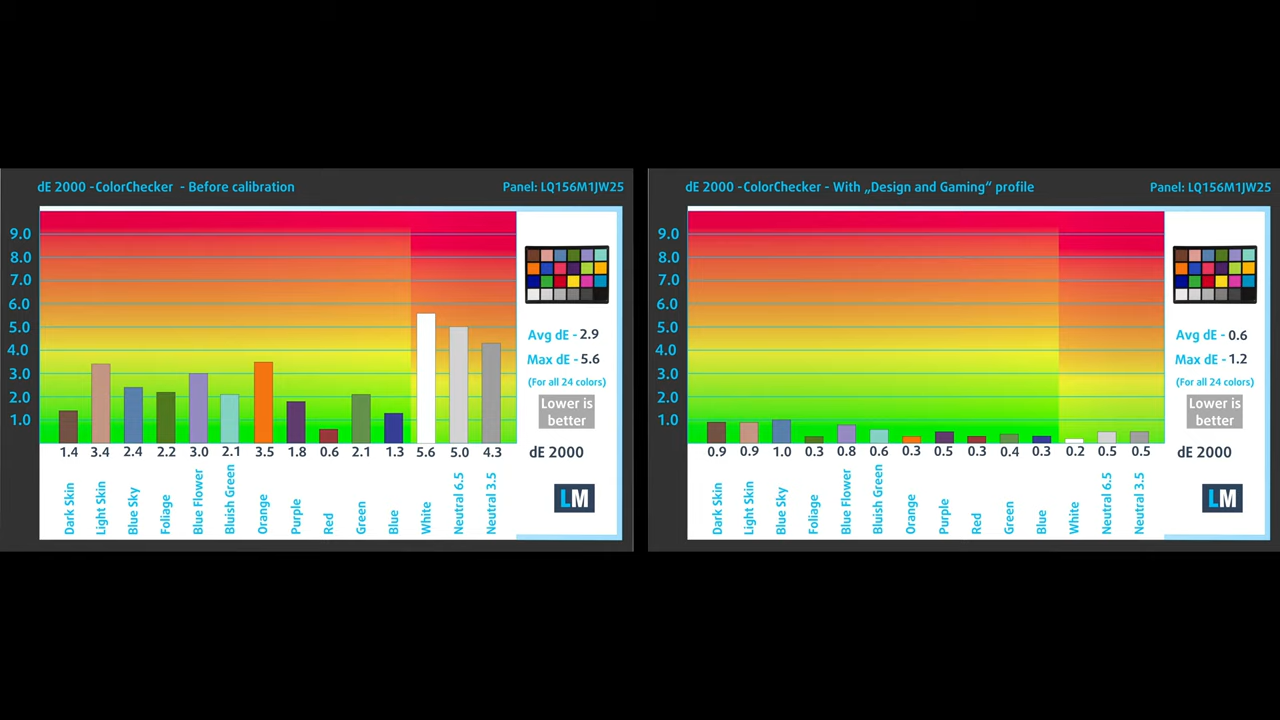 dE 2000 -ColorChecker - Before calibration
Panel: LQ156M1JW25
9.0
8.0
7.0
6.0
5.0
4.0
3.0
2.0
1.0
Avg dE - 2.9
Max dE - 5.6
(For all 24 colors)
Lower is
better
1.4 3.4 2.4 2.2 3.0 2.1 3.5 1.8 0.6 2.1 1.3 5.6 5.0 4.3
dE 2000
Dark Skin
Light Skin
Blue Sky
Foliage
Blue Flower
Bluish Green
Orange
Purple
Red
Green
Blue
White
Neutral 6.5
Neutral 3.5
LM
dE 2000 -ColorChecker - With „Design and Gaming“ profile
Panel: LQ156M1JW25
9.0
8.0
7.0
6.0
5.0
4.0
3.0
2.0
1.0
Avg dE - 0.6
Max dE - 1.2
(For all 24 colors)
Lower is
better
0.9 0.9 1.0 0.3 0.8 0.6 0.3 0.5 0.3 0.4 0.3 0.2 0.5 0.5
dE 2000
Dark Skin
Light Skin
Blue Sky
Foliage
Blue Flower
Bluish Green
Orange
Purple
Red
Green
Blue
White
Neutral 6.5
Neutral 3.5
LM